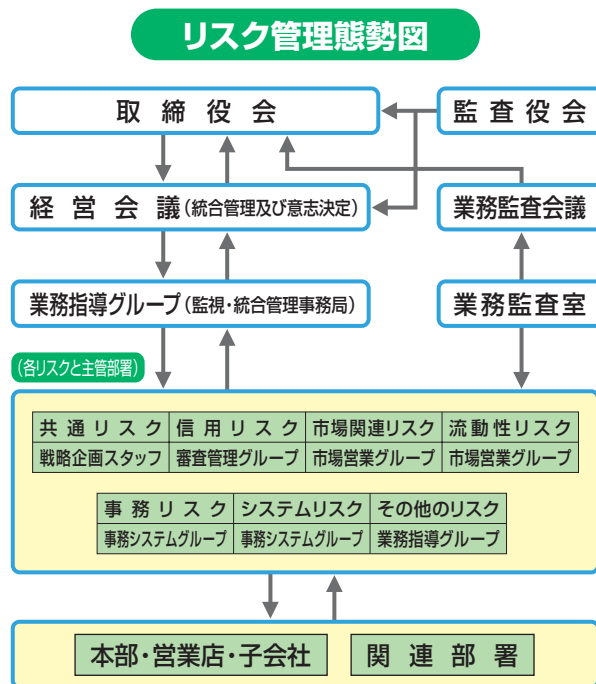 リスク管理態勢図
取締役会
監査役会
経営会議(統合管理及び意志決定)
業務監査会議
業務指導グループ(監視・統合管理事務局)
業務監査室
(各リスクと主管部署)
共通リスク 信用リスク 市場関連リスク 流動性リスク
戦略企画スタッフ 審査管理グループ 市場営業グループ 市場営業グループ
事務リスク システムリスク その他のリスク
事務システムグループ 事務システムグループ 業務指導グループ
本部・営業店・子会社
関連部署